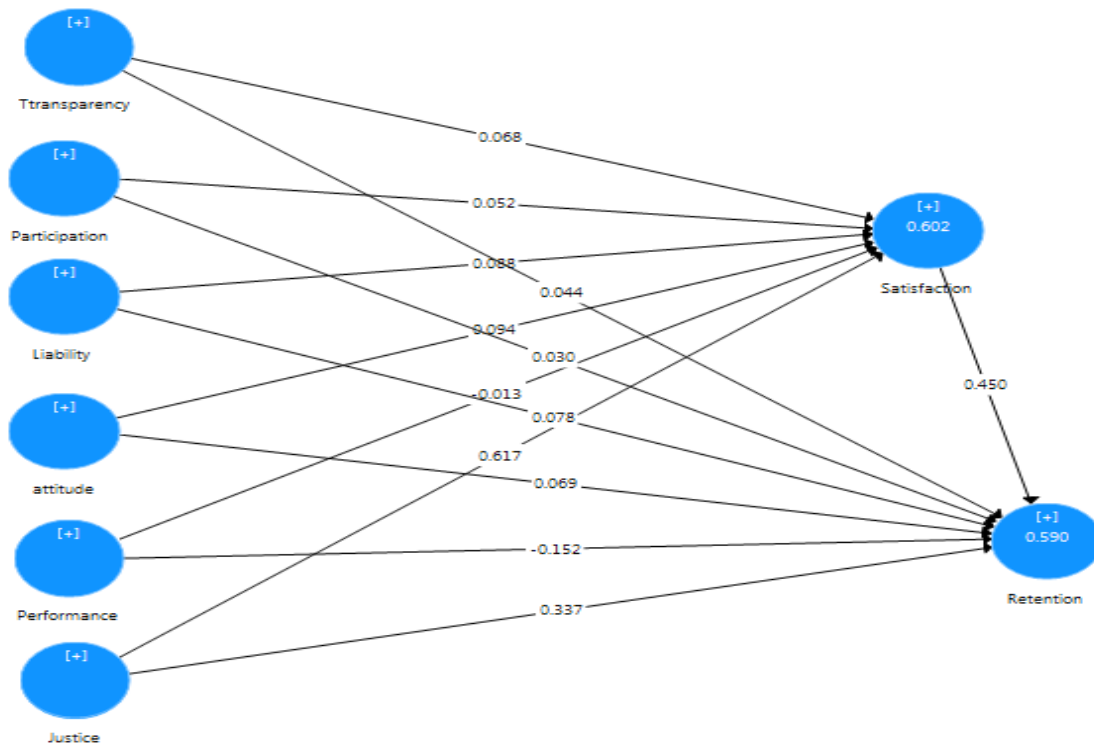 [+]
Ttransparency
[+]
Participation
[+]
Liability
[+]
attitude
[+]
Performance
[+]
Justice
0.068
0.052
0.088
0.044
0.094
0.030
-0.013
0.078
0.617
0.069
-0.152
0.337
[+]
0.602
Satisfaction
0.450
[+]
0.590
Retention